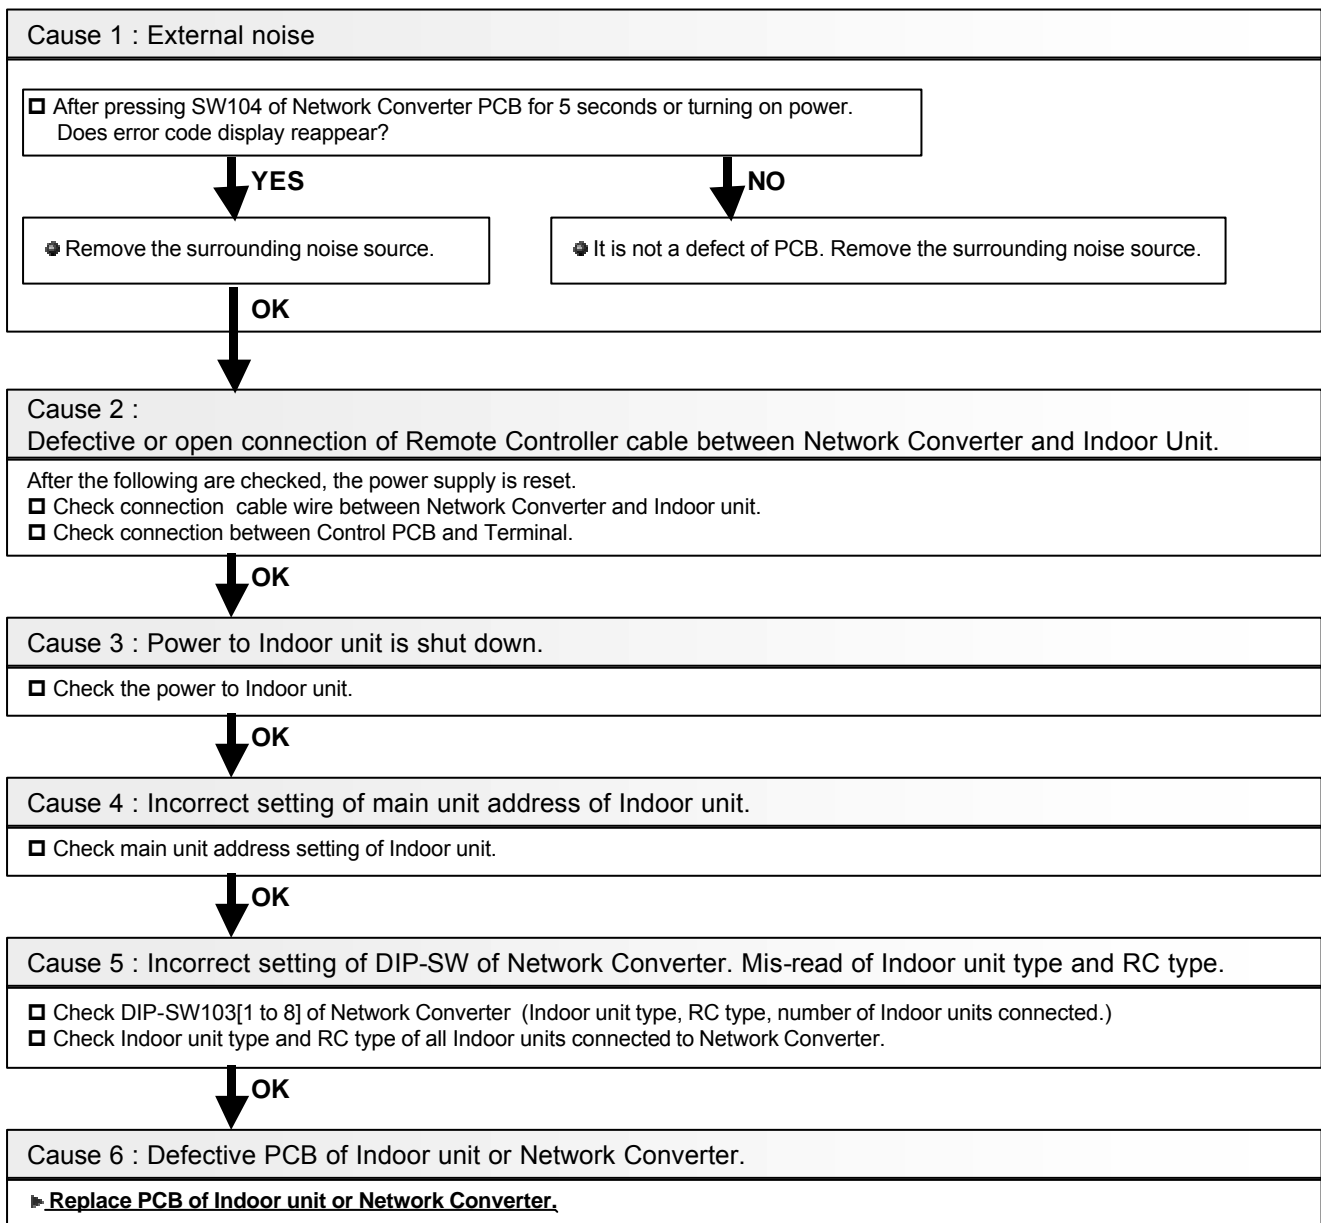 Cause 1 : External noise
After pressing SW104 of Network Converter PCB for 5 seconds or turning on power.
Does error code display reappear?
YES
NO
Remove the surrounding noise source.
It is not a defect of PCB. Remove the surrounding noise source.
OK
Cause 2 :
Defective or open connection of Remote Controller cable between Network Converter and Indoor Unit.
After the following are checked, the power supply is reset.
Check connection cable wire between Network Converter and Indoor unit.
Check connection between Control PCB and Terminal.
OK
Cause 3 : Power to Indoor unit is shut down.
Check the power to Indoor unit.
OK
Cause 4 : Incorrect setting of main unit address of Indoor unit.
Check main unit address setting of Indoor unit.
OK
Cause 5 : Incorrect setting of DIP-SW of Network Converter. Mis-read of Indoor unit type and RC type.
Check DIP-SW103[1 to 8] of Network Converter (Indoor unit type, RC type, number of Indoor units connected.)
Check Indoor unit type and RC type of all Indoor units connected to Network Converter.
OK
Cause 6 : Defective PCB of Indoor unit or Network Converter.
Replace PCB of Indoor unit or Network Converter.